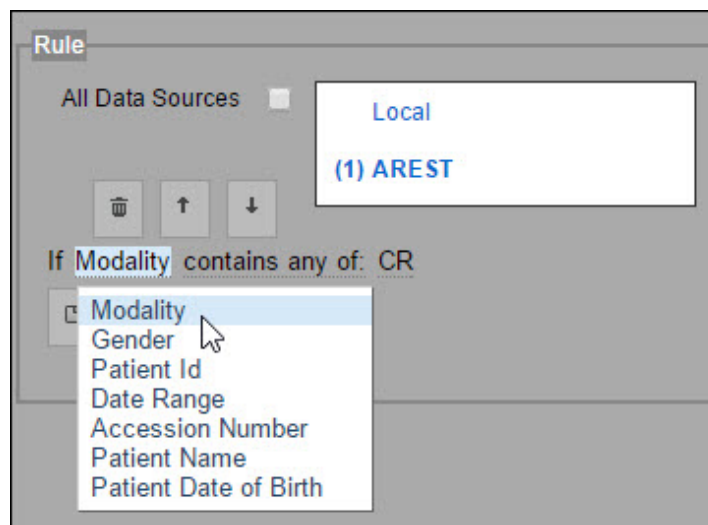 Rule
All Data Sources
Local
(1) AREST
If Modality contains any of: CR
Modality
Gender
Patient Id
Date Range
Accession Number
Patient Name
Patient Date of Birth